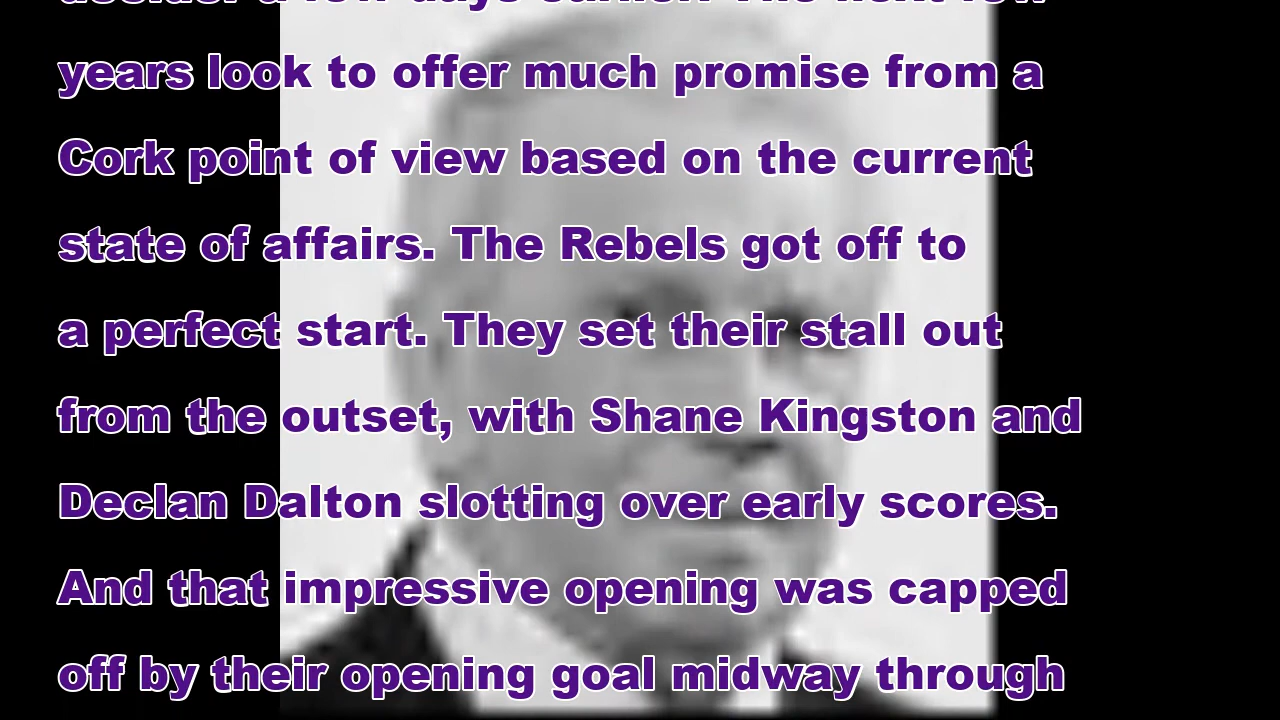 years look to offer much promise from a
Cork point of view based on the current
state of affairs. The Rebels got off to
a perfect start. They set their stall out
from the outset, with Shane Kingston and
Declan Dalton slotting over early scores.
And that impressive opening was capped
off by their opening goal midway through